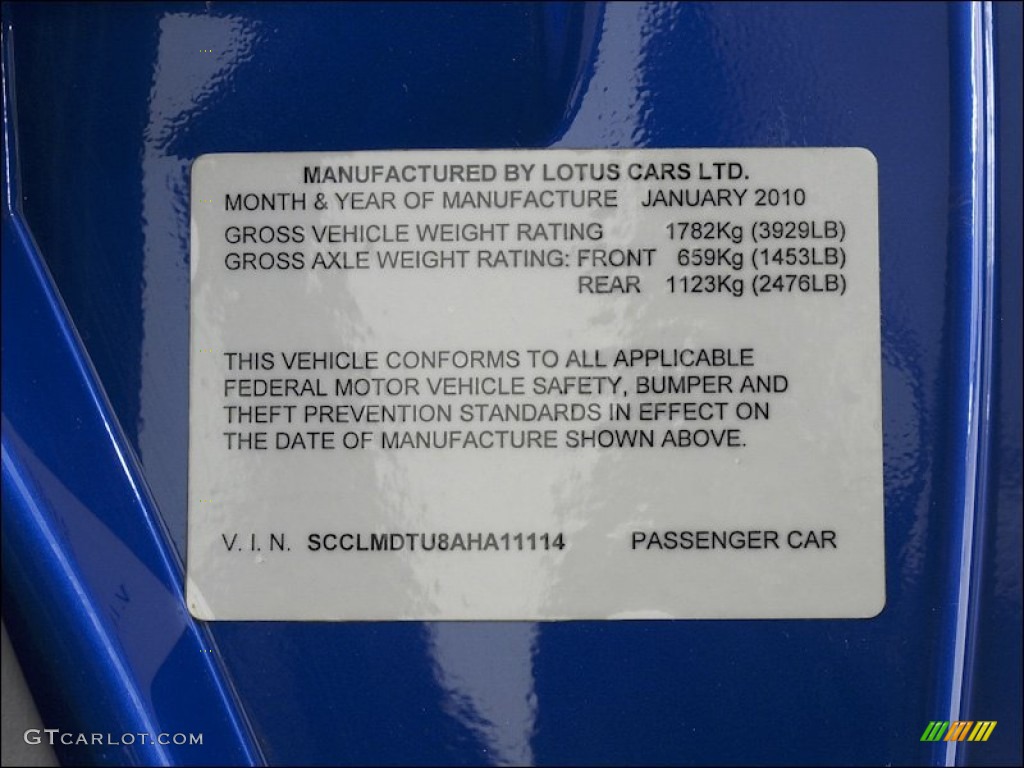 MANUFACTURED BY LOTUS CARS LTD.
MONTH & YEAR OF MANUFACTURE JANUARY 2010
GROSS VEHICLE WEIGHT RATING 1782Kg (3929LB)
GROSS AXLE WEIGHT RATING: FRONT 659Kg (1453LB)
REAR 1123Kg (2476LB)
THIS VEHICLE CONFORMS TO ALL APPLICABLE
FEDERAL MOTOR VEHICLE SAFETY, BUMPER AND
THEFT PREVENTION STANDARDS IN EFFECT ON
THE DATE OF MANUFACTURE SHOWN ABOVE.
V. I. N. SCCLMDTU8AHA11114 PASSENGER CAR
GTCARLOT.COM